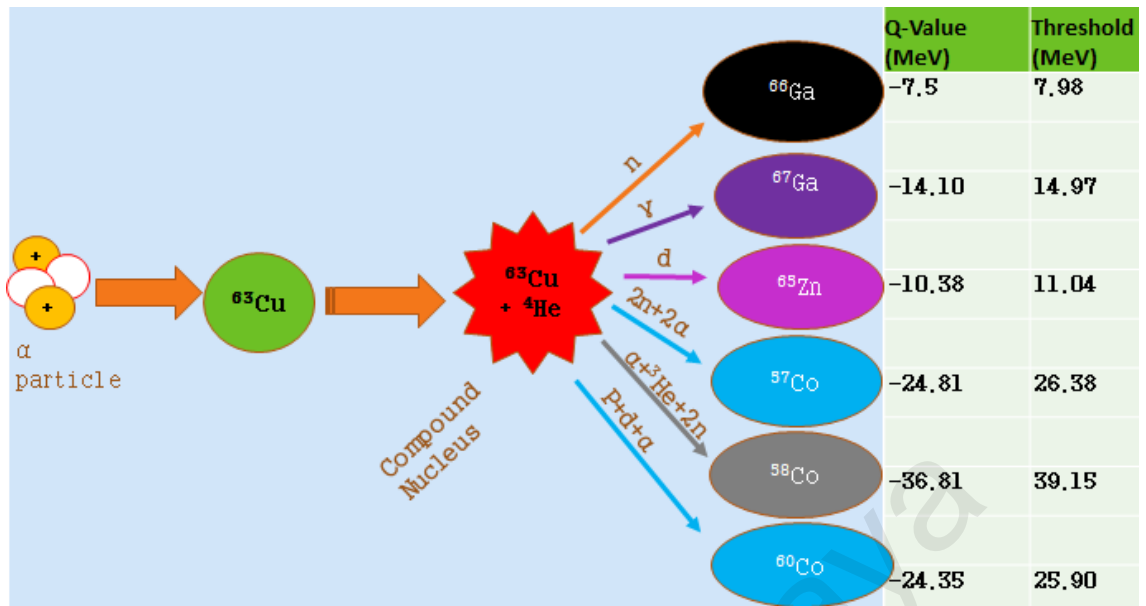 Q-Value Threshold
(MeV) (MeV)
⁶⁶Ga -7.5 7.98
n
⁶⁷Ga -14.10 14.97
γ
+
+
α
particle
⁶³Cu
⁶³Cu
+ ⁴He
d
⁶⁵Zn -10.38 11.04
2n+2α
⁵⁷Co -24.81 26.38
α+³He+2n
Compound
Nucleus
⁵⁸Co -36.81 39.15
p+d+α
⁶⁰Co -24.35 25.90
ya